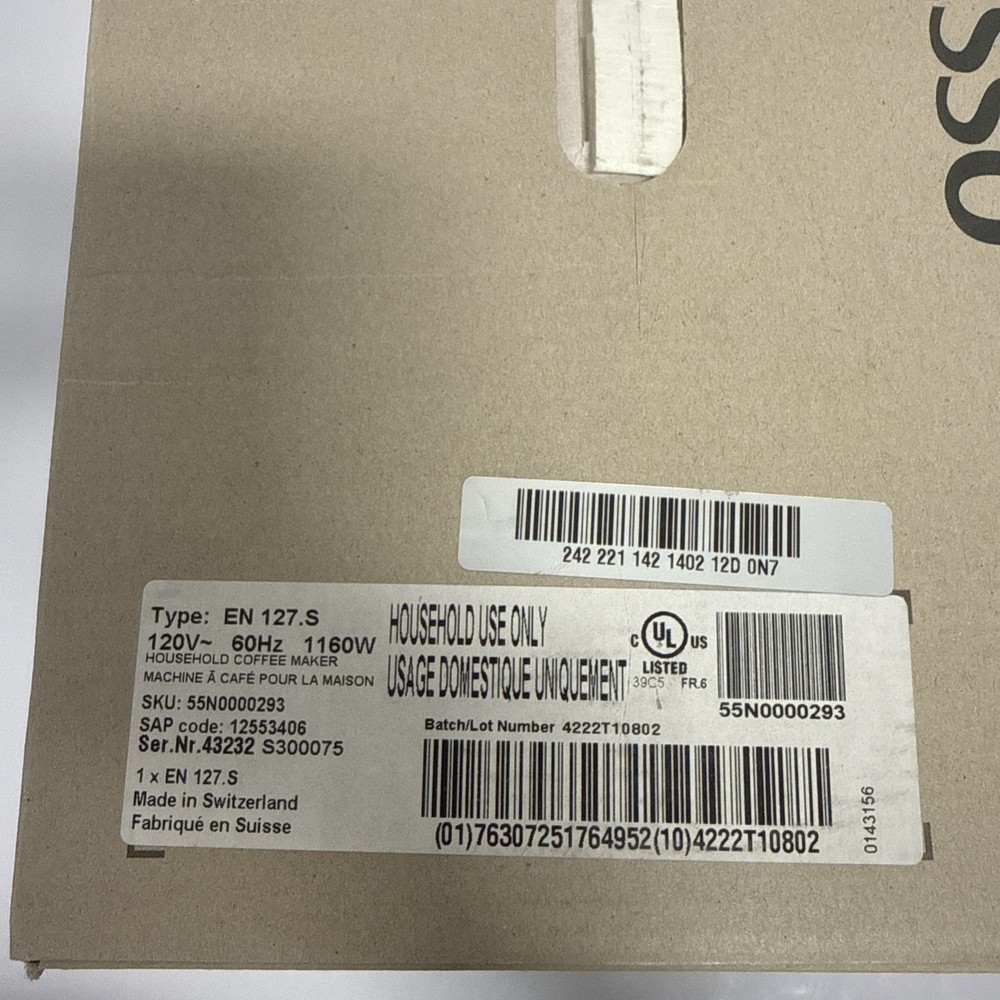 SSO
242 221 142 1402 12D 0N7
Type: EN 127.S
120V~ 60Hz 1160W
HOUSEHOLD COFFEE MAKER
MACHINE Ă CAFÉ POUR LA MAISON
SKU: 55N0000293
SAP code: 12553406
Ser.Nr.43232 S300075
1 x EN 127.S
Made in Switzerland
Fabriqué en Suisse
HOUSEHOLD USE ONLY
USAGE DOMESTIQUE UNIQUEMENT
C UL US
LISTED
39C5 FR.6
55N0000293
Batch/Lot Number 4222T10802
(01)76307251764952(10)4222T10802
0143156